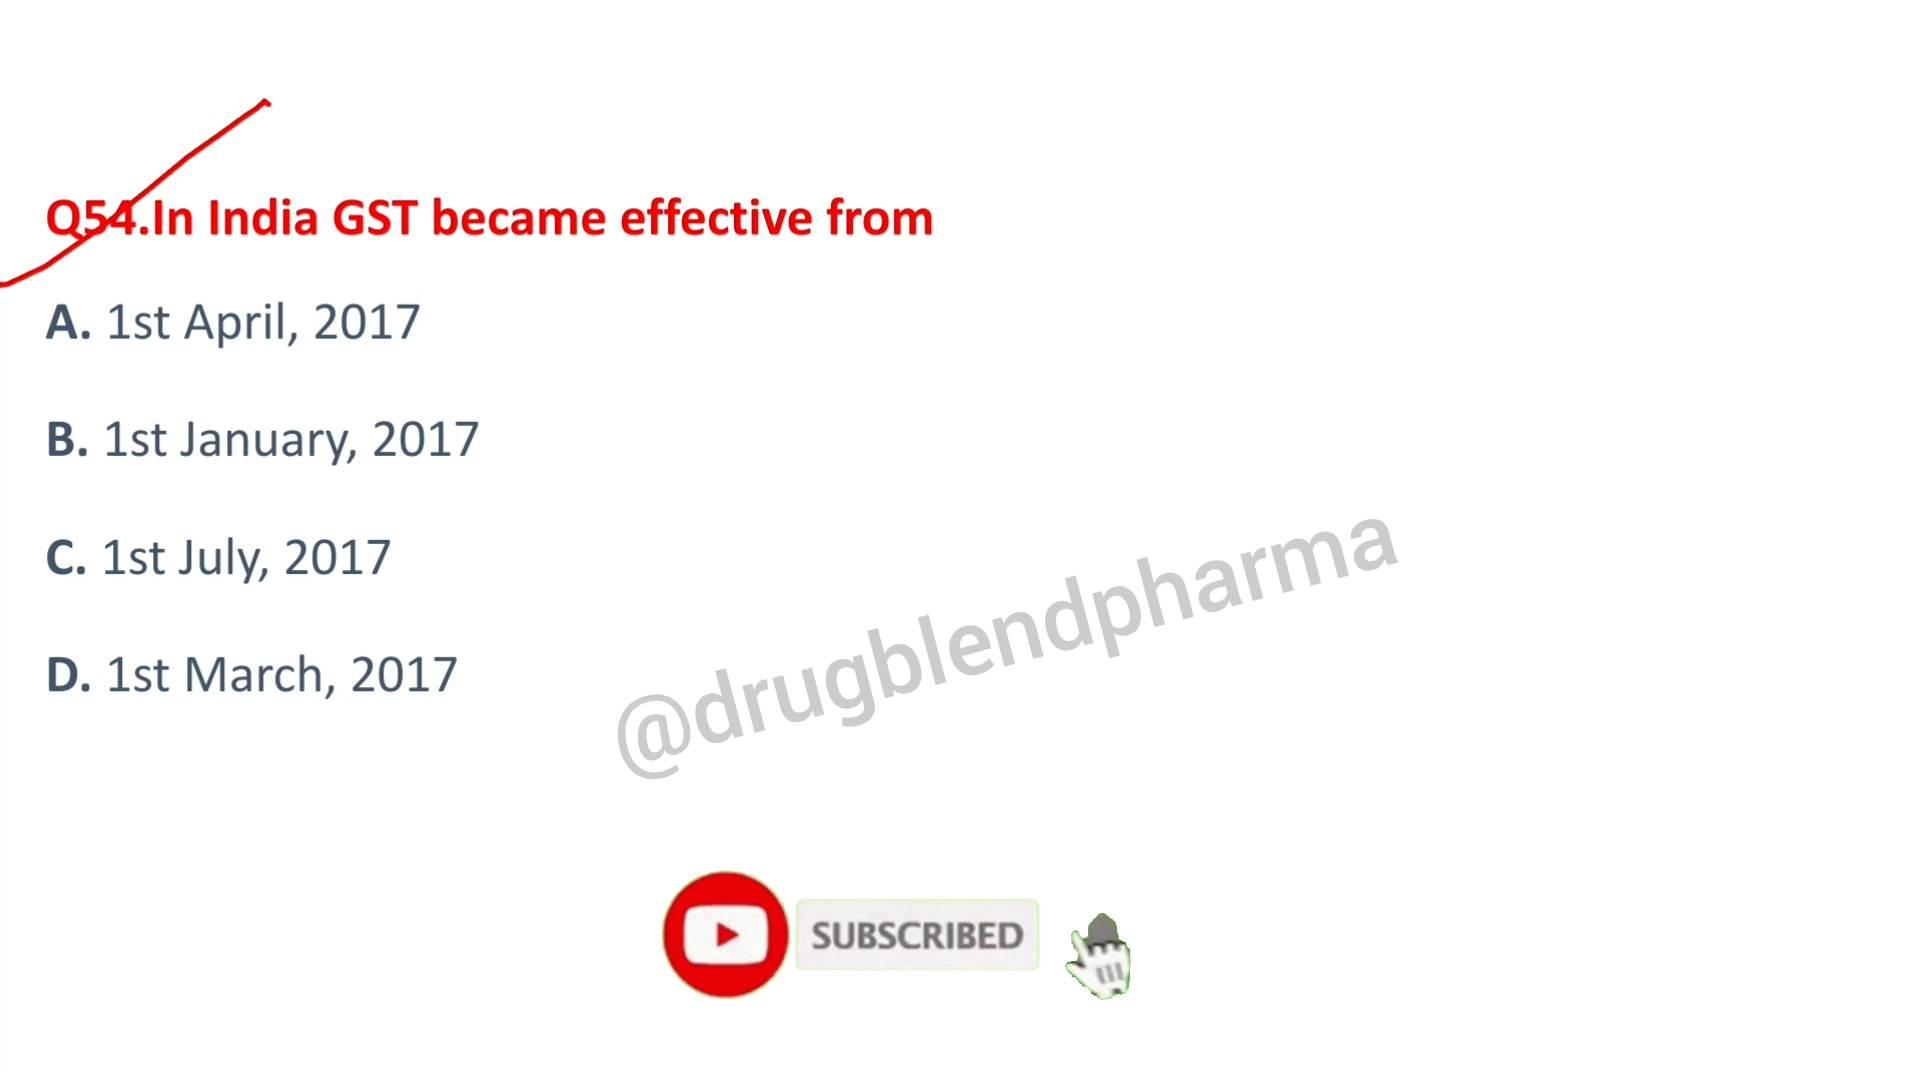 Q54.In India GST became effective from
A. 1st April, 2017
B. 1st January, 2017
C. 1st July, 2017
D. 1st March, 2017
@drugblendpharma
SUBSCRIBED